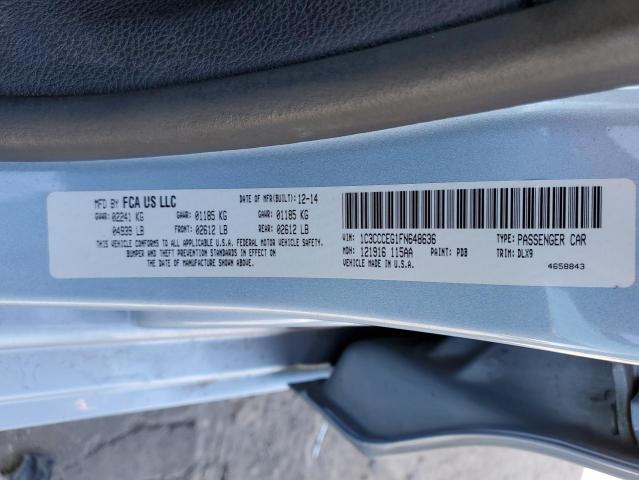 MFD BY FCA US LLC
DATE OF MFR(BUILT): 12-14
GVWR: 02241 KG GAWR: 01185 KG GAWR: 01185 KG
04939 LB FRONT: 02612 LB REAR: 02612 LB
THIS VEHICLE CONFORMS TO ALL APPLICABLE U.S.A. FEDERAL MOTOR VEHICLE SAFETY,
BUMPER AND THEFT PREVENTION STANDARDS IN EFFECT ON
THE DATE OF MANUFACTURE SHOWN ABOVE.
VIN: 1C3CCCEG1FN648636 TYPE: PASSENGER CAR
MDH: 121916 115AA PAINT: PDB TRIM: DLX9
VEHICLE MADE IN U.S.A.
4658843